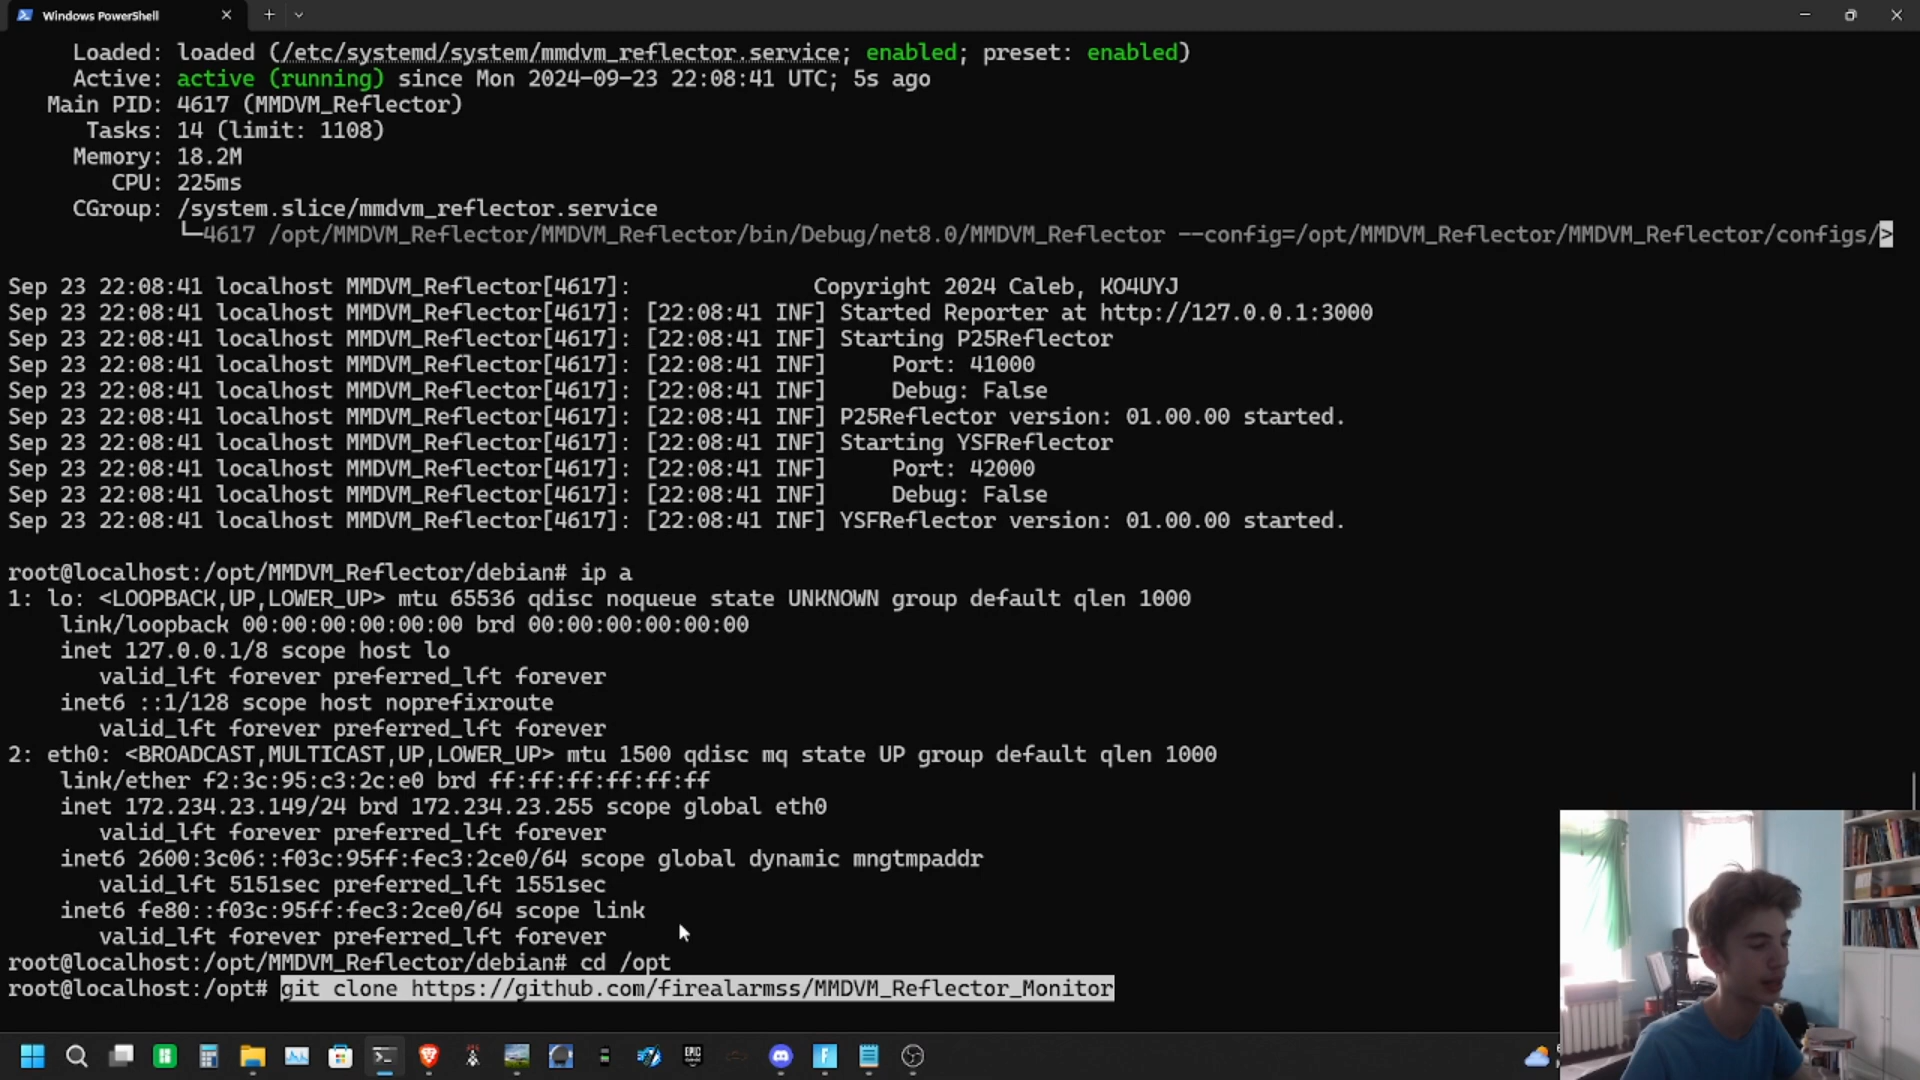 Windows PowerShell
Loaded: loaded (/etc/systemd/system/mmdvm_reflector.service; enabled; preset: enabled)
Active: active (running) since Mon 2024-09-23 22:08:41 UTC; 5s ago
Main PID: 4617 (MMDVM_Reflector)
Tasks: 14 (limit: 1108)
Memory: 18.2M
CPU: 225ms
CGroup: /system.slice/mmdvm_reflector.service
└─4617 /opt/MMDVM_Reflector/MMDVM_Reflector/bin/Debug/net8.0/MMDVM_Reflector --config=/opt/MMDVM_Reflector/MMDVM_Reflector/configs/>
Sep 23 22:08:41 localhost MMDVM_Reflector[4617]: Copyright 2024 Caleb, KO4UYJ
Sep 23 22:08:41 localhost MMDVM_Reflector[4617]: [22:08:41 INF] Started Reporter at http://127.0.0.1:3000
Sep 23 22:08:41 localhost MMDVM_Reflector[4617]: [22:08:41 INF] Starting P25Reflector
Sep 23 22:08:41 localhost MMDVM_Reflector[4617]: [22:08:41 INF] Port: 41000
Sep 23 22:08:41 localhost MMDVM_Reflector[4617]: [22:08:41 INF] Debug: False
Sep 23 22:08:41 localhost MMDVM_Reflector[4617]: [22:08:41 INF] P25Reflector version: 01.00.00 started.
Sep 23 22:08:41 localhost MMDVM_Reflector[4617]: [22:08:41 INF] Starting YSFReflector
Sep 23 22:08:41 localhost MMDVM_Reflector[4617]: [22:08:41 INF] Port: 42000
Sep 23 22:08:41 localhost MMDVM_Reflector[4617]: [22:08:41 INF] Debug: False
Sep 23 22:08:41 localhost MMDVM_Reflector[4617]: [22:08:41 INF] YSFReflector version: 01.00.00 started.
root@localhost:/opt/MMDVM_Reflector/debian# ip a
1: lo: <LOOPBACK,UP,LOWER_UP> mtu 65536 qdisc noqueue state UNKNOWN group default qlen 1000
link/loopback 00:00:00:00:00:00 brd 00:00:00:00:00:00
inet 127.0.0.1/8 scope host lo
valid_lft forever preferred_lft forever
inet6 ::1/128 scope host noprefixroute
valid_lft forever preferred_lft forever
2: eth0: <BROADCAST,MULTICAST,UP,LOWER_UP> mtu 1500 qdisc mq state UP group default qlen 1000
link/ether f2:3c:95:c3:2c:e0 brd ff:ff:ff:ff:ff:ff
inet 172.234.23.149/24 brd 172.234.23.255 scope global eth0
valid_lft forever preferred_lft forever
inet6 2600:3c06::f03c:95ff:fec3:2ce0/64 scope global dynamic mngtmpaddr
valid_lft 5151sec preferred_lft 1551sec
inet6 fe80::f03c:95ff:fec3:2ce0/64 scope link
valid_lft forever preferred_lft forever
root@localhost:/opt/MMDVM_Reflector/debian# cd /opt
root@localhost:/opt# git clone https://github.com/firealarmss/MMDVM_Reflector_Monitor
EPIC